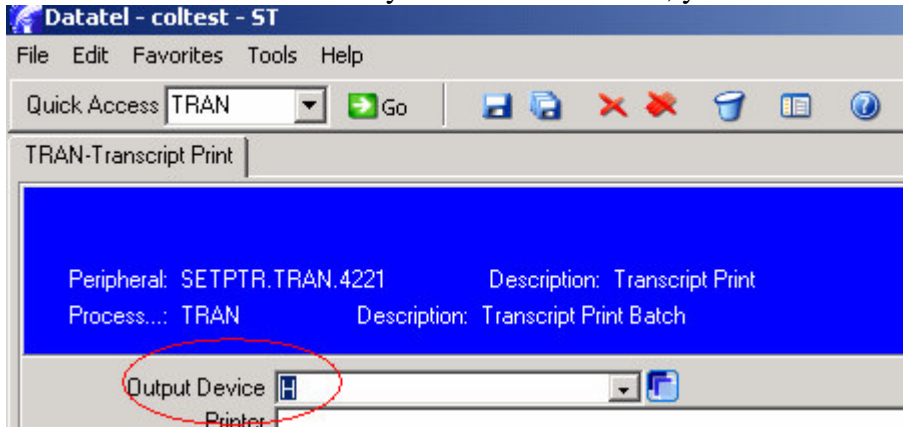 Datatel - coltest - ST
File Edit Favorites Tools Help
Quick Access TRAN Go
TRAN-Transcript Print
Peripheral: SETPTR.TRAN.4221 Description: Transcript Print
Process...: TRAN Description: Transcript Print Batch
Output Device H
Printer